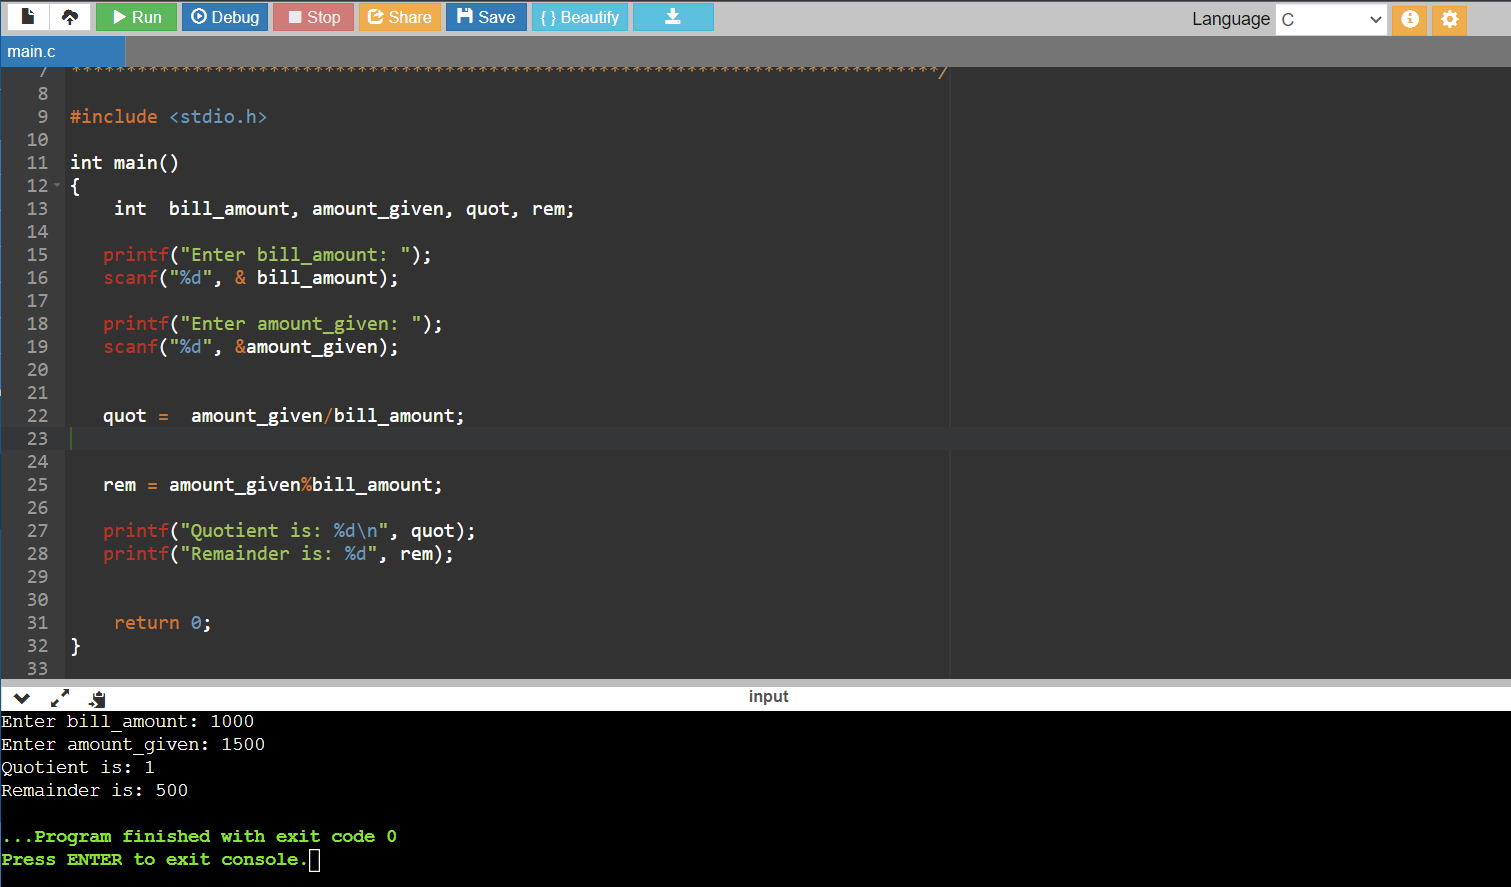 Run Debug Stop Share Save { } Beautify Language C
main.c
7 *******************************************************************************/
8
9 #include <stdio.h>
10
11 int main()
12 {
13     int  bill_amount, amount_given, quot, rem;
14
15    printf("Enter bill_amount: ");
16    scanf("%d", & bill_amount);
17
18    printf("Enter amount_given: ");
19    scanf("%d", &amount_given);
20
21
22    quot =  amount_given/bill_amount;
23
24
25    rem = amount_given%bill_amount;
26
27    printf("Quotient is: %d\n", quot);
28    printf("Remainder is: %d", rem);
29
30
31     return 0;
32 }
33
input
Enter bill_amount: 1000
Enter amount_given: 1500
Quotient is: 1
Remainder is: 500
...Program finished with exit code 0
Press ENTER to exit console.